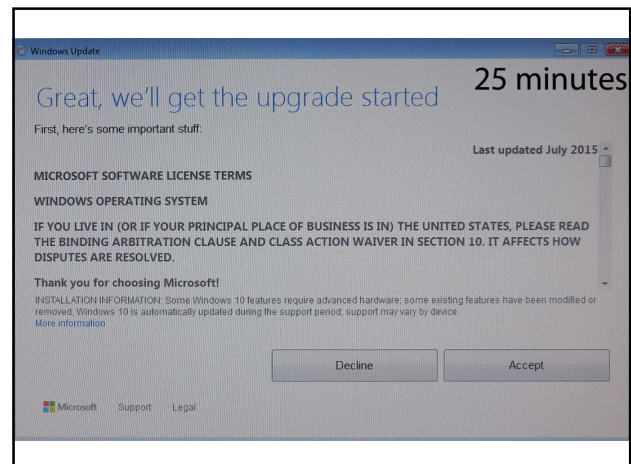 Windows Update
25 minutes
Great, we'll get the upgrade started
First, here's some important stuff:
Last updated July 2015
MICROSOFT SOFTWARE LICENSE TERMS
WINDOWS OPERATING SYSTEM
IF YOU LIVE IN (OR IF YOUR PRINCIPAL PLACE OF BUSINESS IS IN) THE UNITED STATES, PLEASE READ
THE BINDING ARBITRATION CLAUSE AND CLASS ACTION WAIVER IN SECTION 10. IT AFFECTS HOW
DISPUTES ARE RESOLVED.
Thank you for choosing Microsoft!
INSTALLATION INFORMATION: Some Windows 10 features require advanced hardware; some existing features have been modified or
removed; Windows 10 is automatically updated during the support period; support may vary by device.
More information
Decline
Accept
Microsoft Support Legal